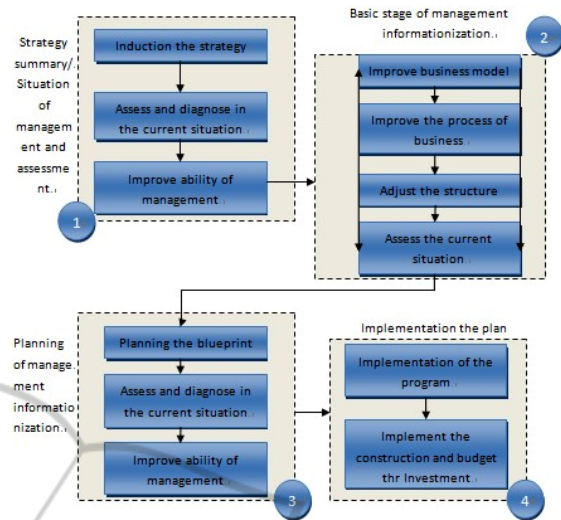 Strategy
summary/.
Situation
of
managem
ent and
assessme
nt.
Induction the strategy
Assess and diagnose in
the current situation.
Improve ability of
management.
1
Basic stage of management
informationization.
2
Improve business model
Improve the process of
business.
Adjust the structure
Assess the current
situation.
Planning
of manage.
ment
informatio
nization.
Planning the blueprint
Assess and diagnose in
the current situation.
Improve ability of
management.
3
Implementation the plan
Implementation of the
program.
Implement the
construction and budget
thr Investment.
4